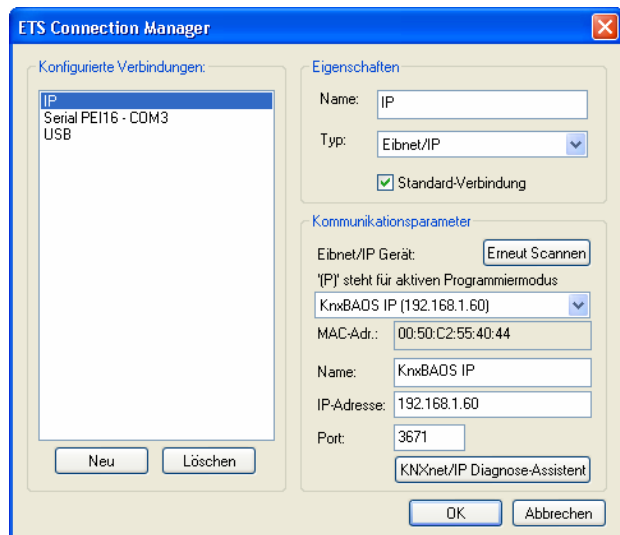 ETS Connection Manager
Konfigurierte Verbindungen:
IP
Serial PEI16 - COM3
USB
Neu
Löschen
Eigenschaften
Name: IP
Typ: Eibnet/IP
Standard-Verbindung
Kommunikationsparameter
Eibnet/IP Gerät: Erneut Scannen
'(P)' steht für aktiven Programmiermodus
KnxBAOS IP (192.168.1.60)
MAC-Adr.: 00:50:C2:55:40:44
Name: KnxBAOS IP
IP-Adresse: 192.168.1.60
Port: 3671
KNXnet/IP Diagnose-Assistent
OK
Abbrechen